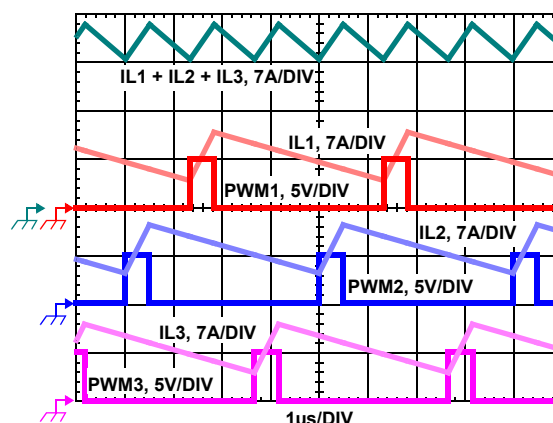 IL1 + IL2 + IL3, 7A/DIV
IL1, 7A/DIV
PWM1, 5V/DIV
IL2, 7A/DIV
PWM2, 5V/DIV
IL3, 7A/DIV
PWM3, 5V/DIV
1us/DIV